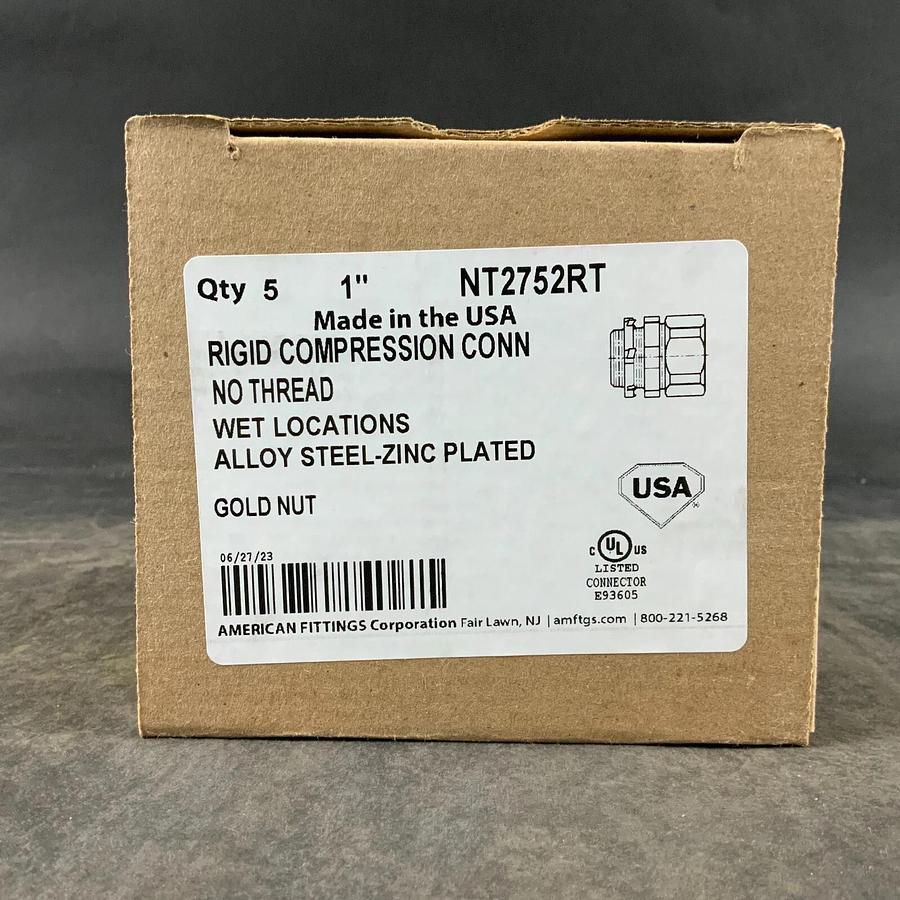 Qty 5 1" NT2752RT
Made in the USA
RIGID COMPRESSION CONN
NO THREAD
WET LOCATIONS
ALLOY STEEL-ZINC PLATED
GOLD NUT
USA
06/27/23
C UL US
LISTED
CONNECTOR
E93605
AMERICAN FITTINGS Corporation Fair Lawn, NJ | amftgs.com | 800-221-5268